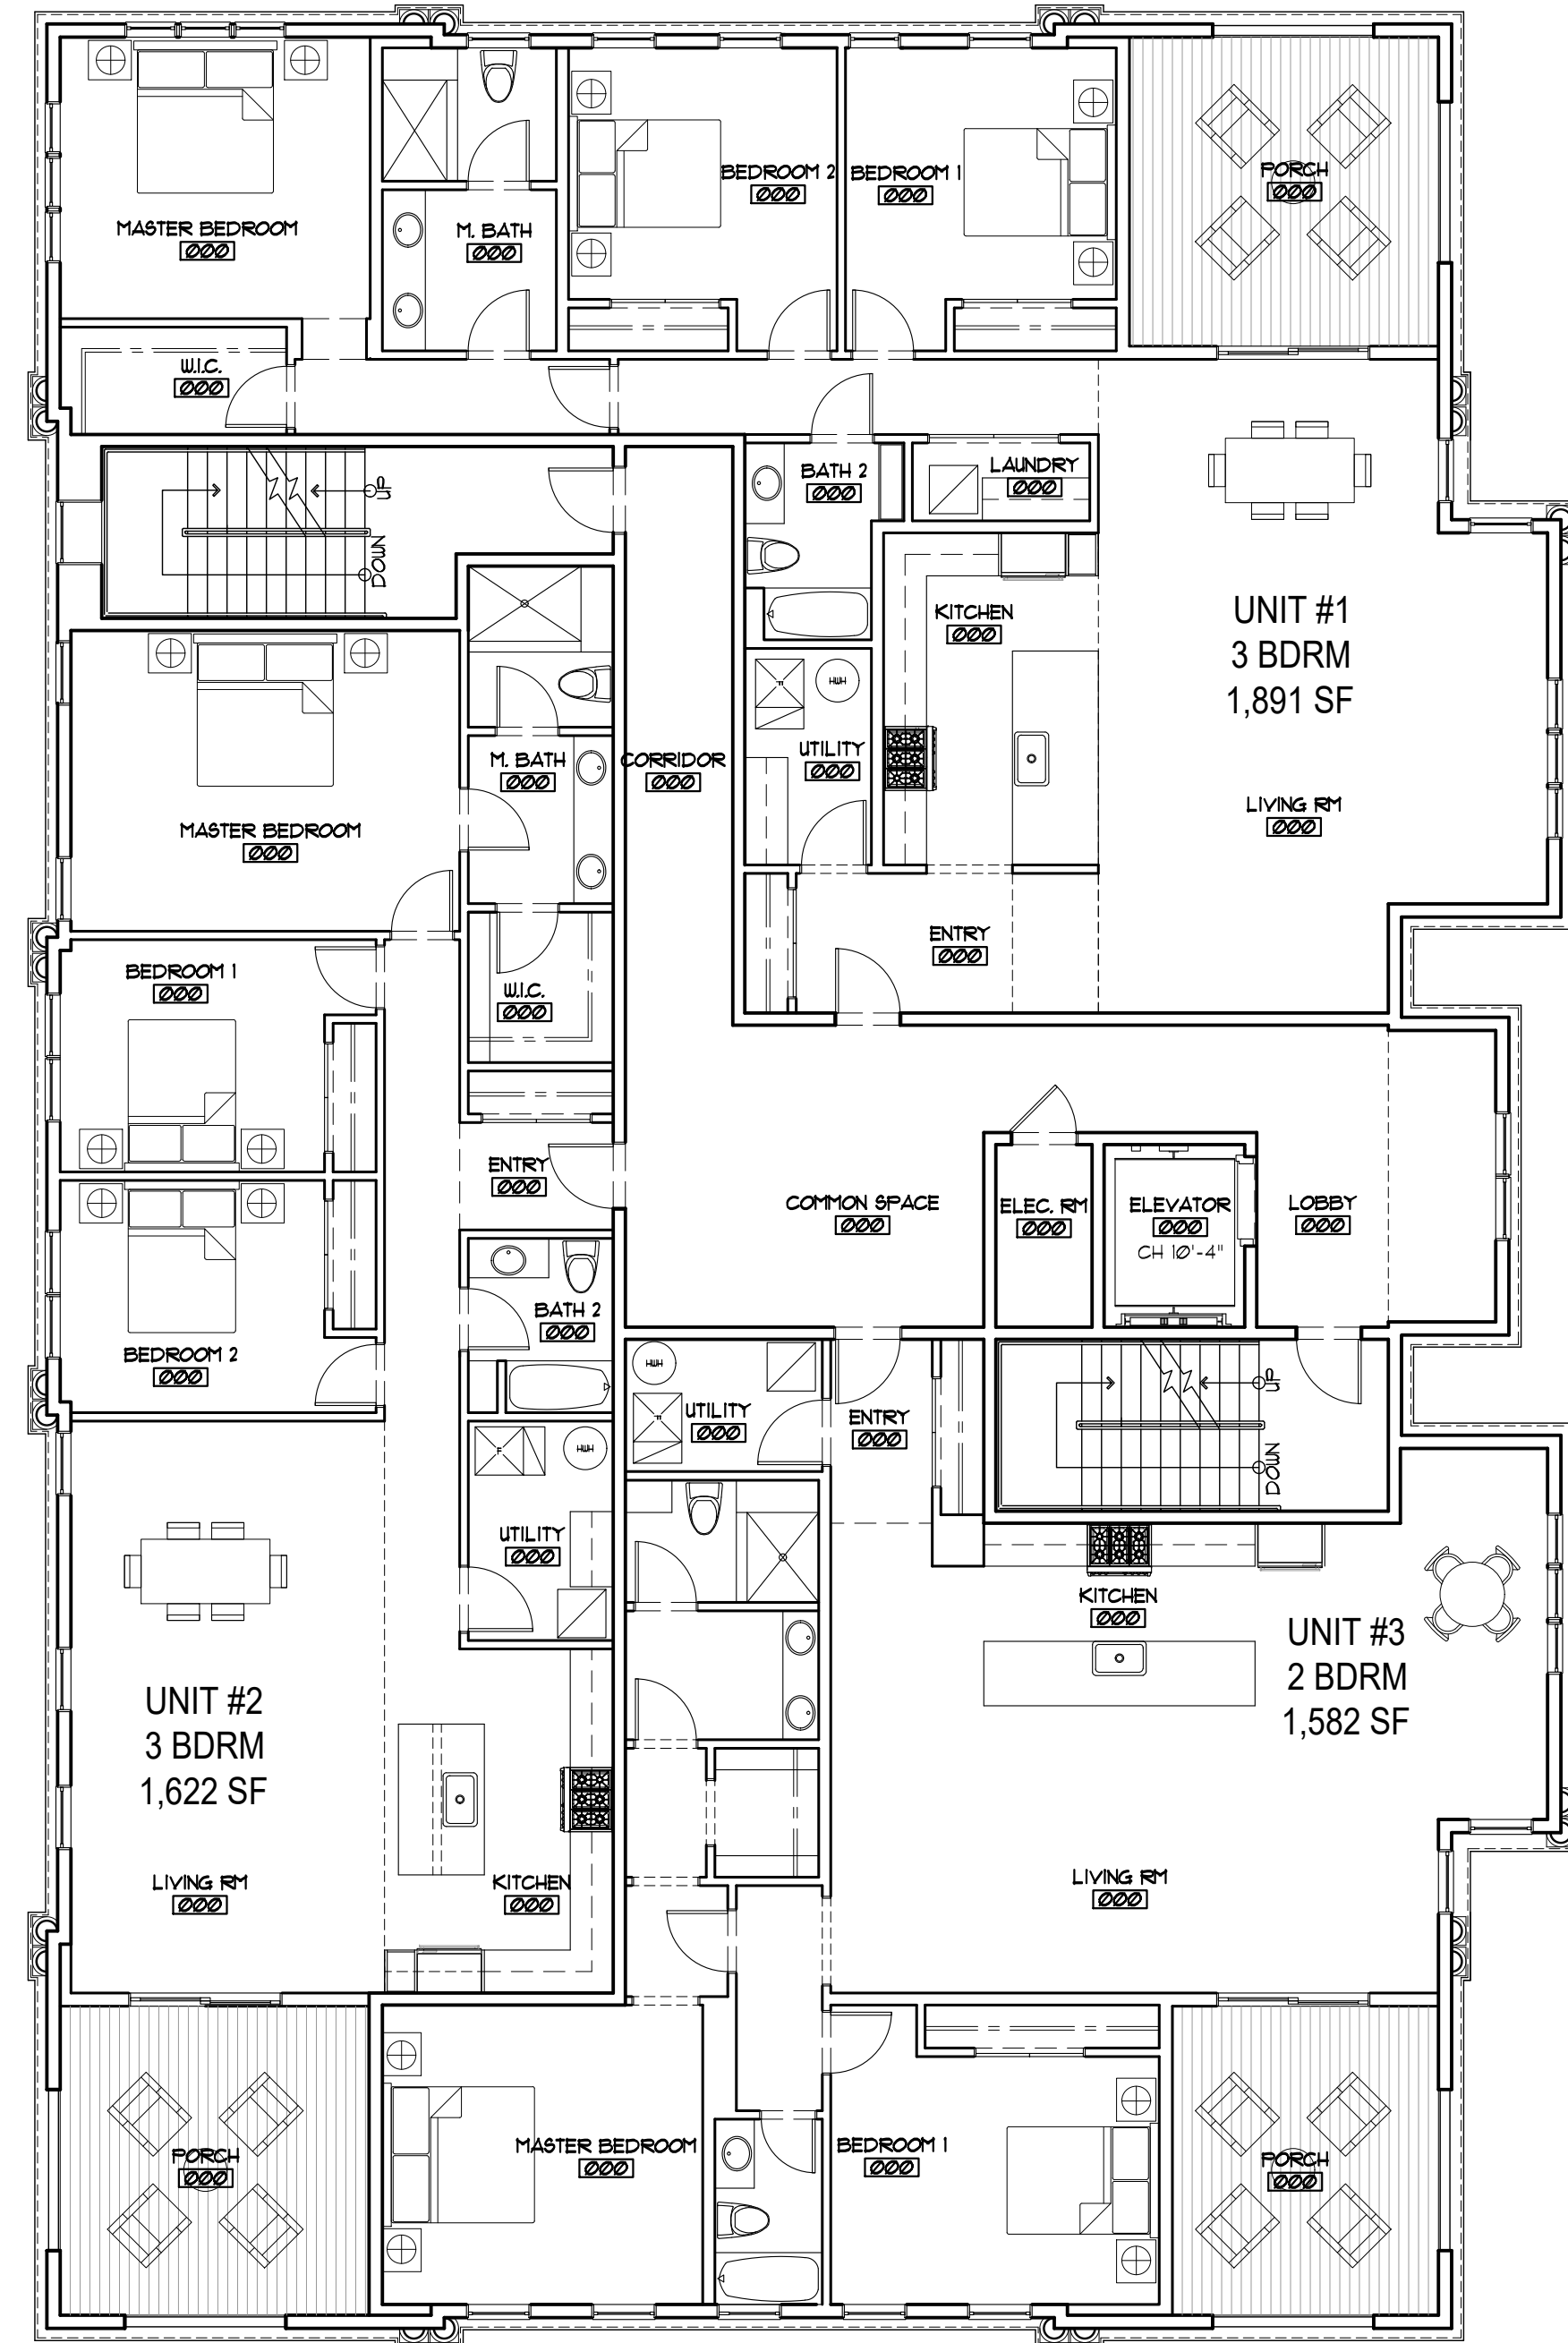 MASTER BEDROOM
000
M. BATH
000
BEDROOM 2
000
BEDROOM 1
000
PORCH
000
W.I.C.
000
UP
DOWN
BATH 2
000
LAUNDRY
000
KITCHEN
000
UNIT #1
3 BDRM
1,891 SF
F
HWH
UTILITY
000
LIVING RM
000
ENTRY
000
MASTER BEDROOM
000
M. BATH
000
CORRIDOR
000
W.I.C.
000
BEDROOM 1
000
ENTRY
000
COMMON SPACE
000
ELEC. RM
000
ELEVATOR
000
CH 10'-4"
LOBBY
000
BEDROOM 2
000
BATH 2
000
F
HWH
UTILITY
000
HWH
F
UTILITY
000
ENTRY
000
UP
DOWN
KITCHEN
000
UNIT #3
2 BDRM
1,582 SF
UNIT #2
3 BDRM
1,622 SF
LIVING RM
000
KITCHEN
000
LIVING RM
000
PORCH
000
MASTER BEDROOM
000
BEDROOM 1
000
PORCH
000